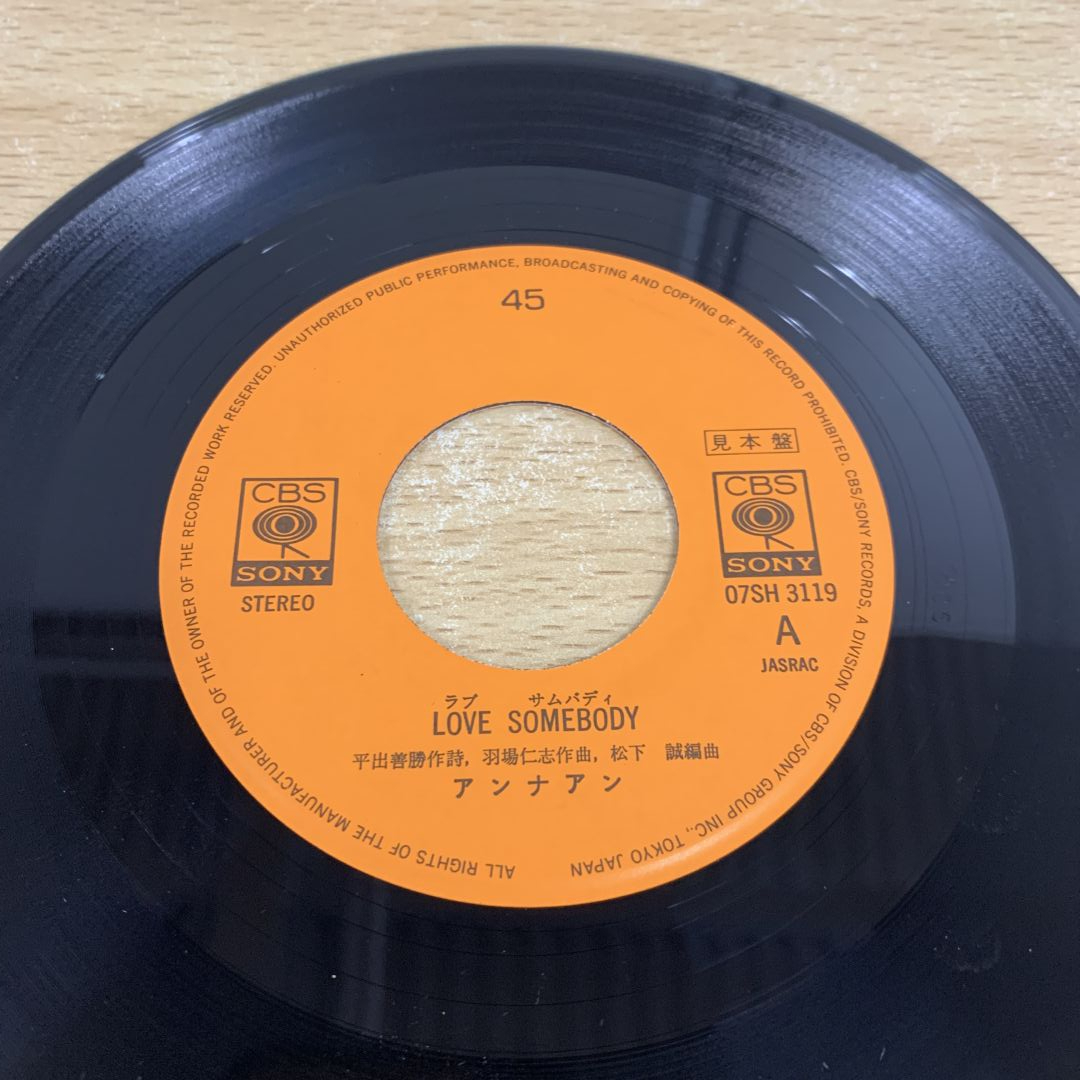 45
見本盤
CBS
SONY
STEREO
CBS
SONY
07SH 3119
A
JASRAC
ラブ サムバディ
LOVE SOMEBODY
平出善勝作詩, 羽場仁志作曲, 松下 誠編曲
アンナアン
ALL RIGHTS OF THE MANUFACTURER AND OF THE OWNER OF THE RECORDED WORK RESERVED. UNAUTHORIZED PUBLIC PERFORMANCE, BROADCASTING AND COPYING OF THIS RECORD PROHIBITED. CBS/SONY RECORDS, A DIVISION OF CBS/SONY GROUP INC., TOKYO JAPAN